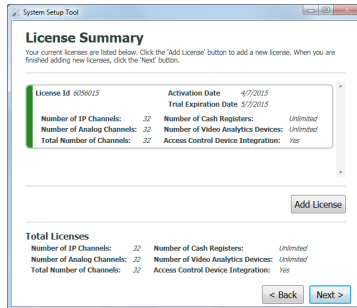 System Setup Tool
License Summary
Your current licenses are listed below. Click the 'Add License' button to add a new license. When you are
finished adding new licenses, click the 'Next' button.
License Id 6056015 Activation Date 4/7/2015
Trial Expiration Date 5/7/2015
Number of IP Channels: 32 Number of Cash Registers: Unlimited
Number of Analog Channels: 32 Number of Video Analytics Devices: Unlimited
Total Number of Channels: 32 Access Control Device Integration: Yes
Add License
Total Licenses
Number of IP Channels: 32 Number of Cash Registers: Unlimited
Number of Analog Channels: 32 Number of Video Analytics Devices: Unlimited
Total Number of Channels: 32 Access Control Device Integration: Yes
< Back Next >